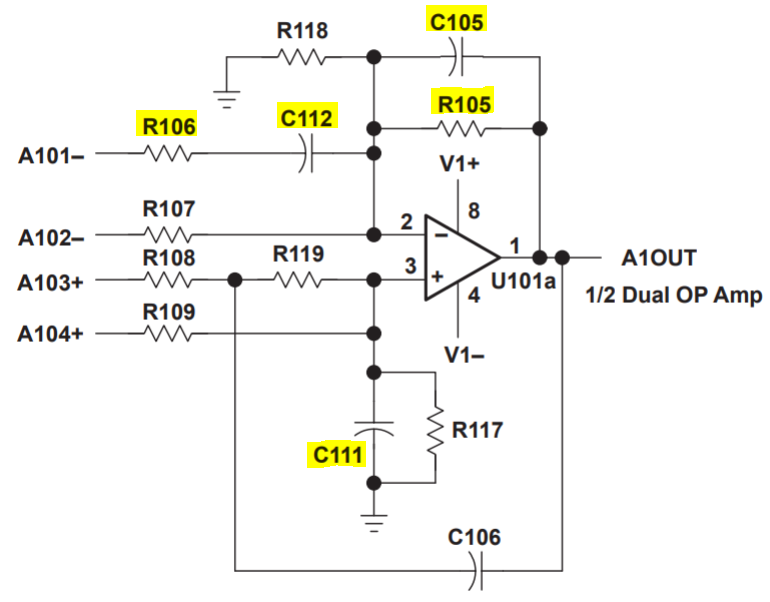 R118
C105
R105
R106
C112
A101–
V1+
R107
2
8
A102–
–
R108
R119
3
1
A103+
+
U101a
A1OUT
R109
4
1/2 Dual OP Amp
A104+
V1–
C111
R117
C106